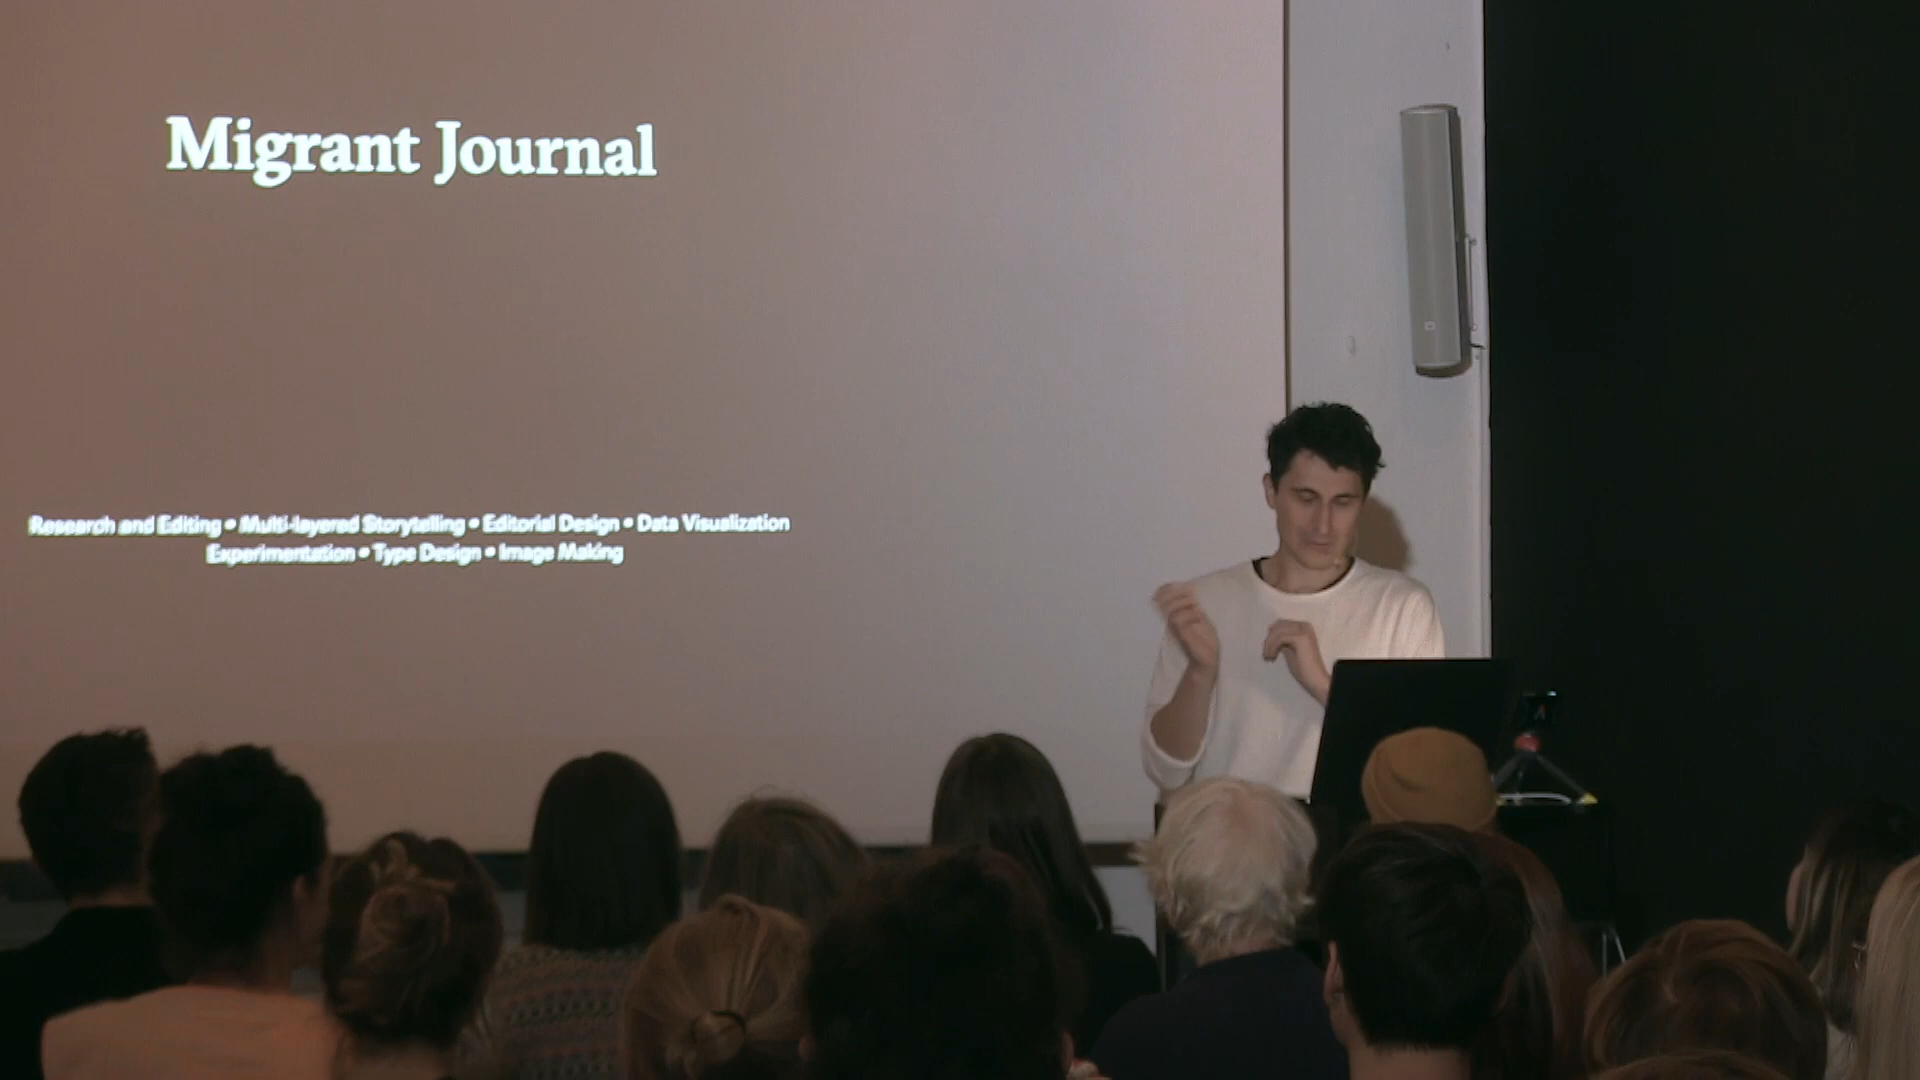 Migrant Journal
Research and Editing • Multi-layered Storytelling • Editorial Design • Data Visualization
Experimentation • Type Design • Image Making